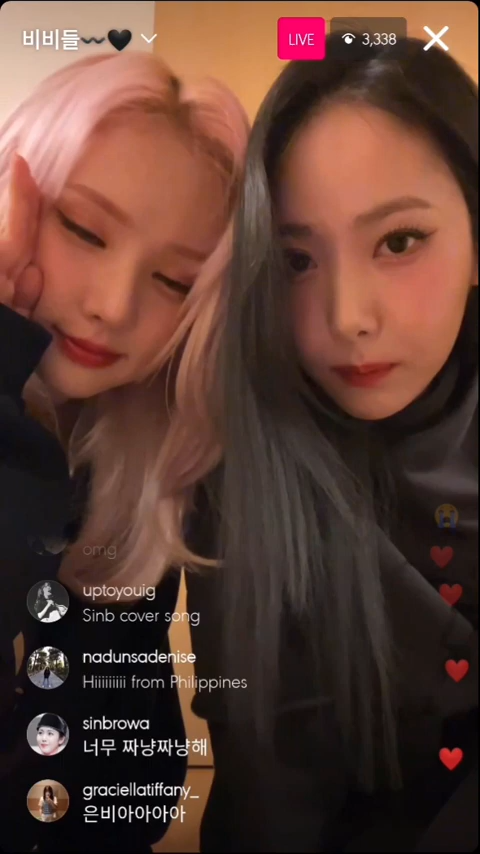 비비들〰️🖤
LIVE
3,338
omg
uptoyouig
Sinb cover song
nadunsadenise
Hiiiiiiiii from Philippines
sinbrowa
너무 짜냥짜냥해
graciellatiffany_
은비아아아아